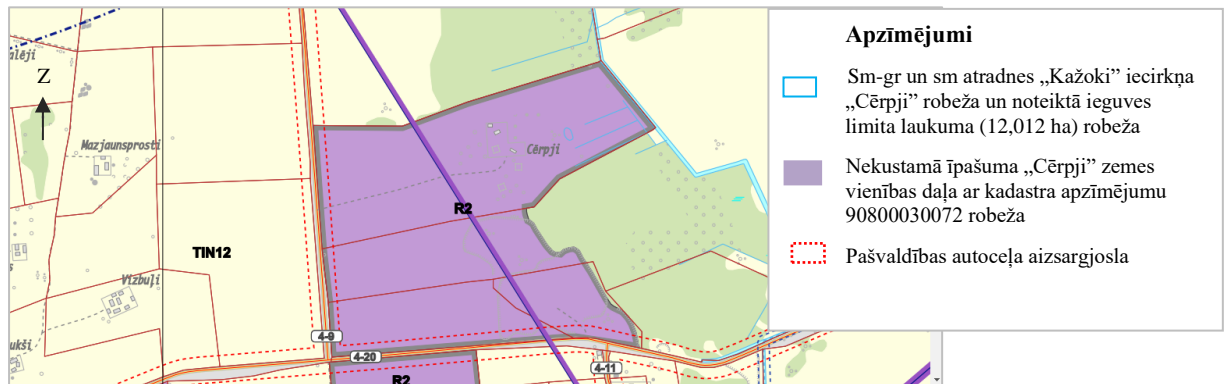 alēji
Z
Mazjaunsprosti
Cērpji
R2
TIN12
Vizbuļi
ukši
4-9
4-20
4-11
R2
Apzīmējumi
Sm-gr un sm atradnes „Kažoki” iecirkņa
„Cērpji” robeža un noteiktā ieguves
limita laukuma (12,012 ha) robeža
Nekustamā īpašuma „Cērpji” zemes
vienības daļa ar kadastra apzīmējumu
90800030072 robeža
Pašvaldības autoceļa aizsargjosla